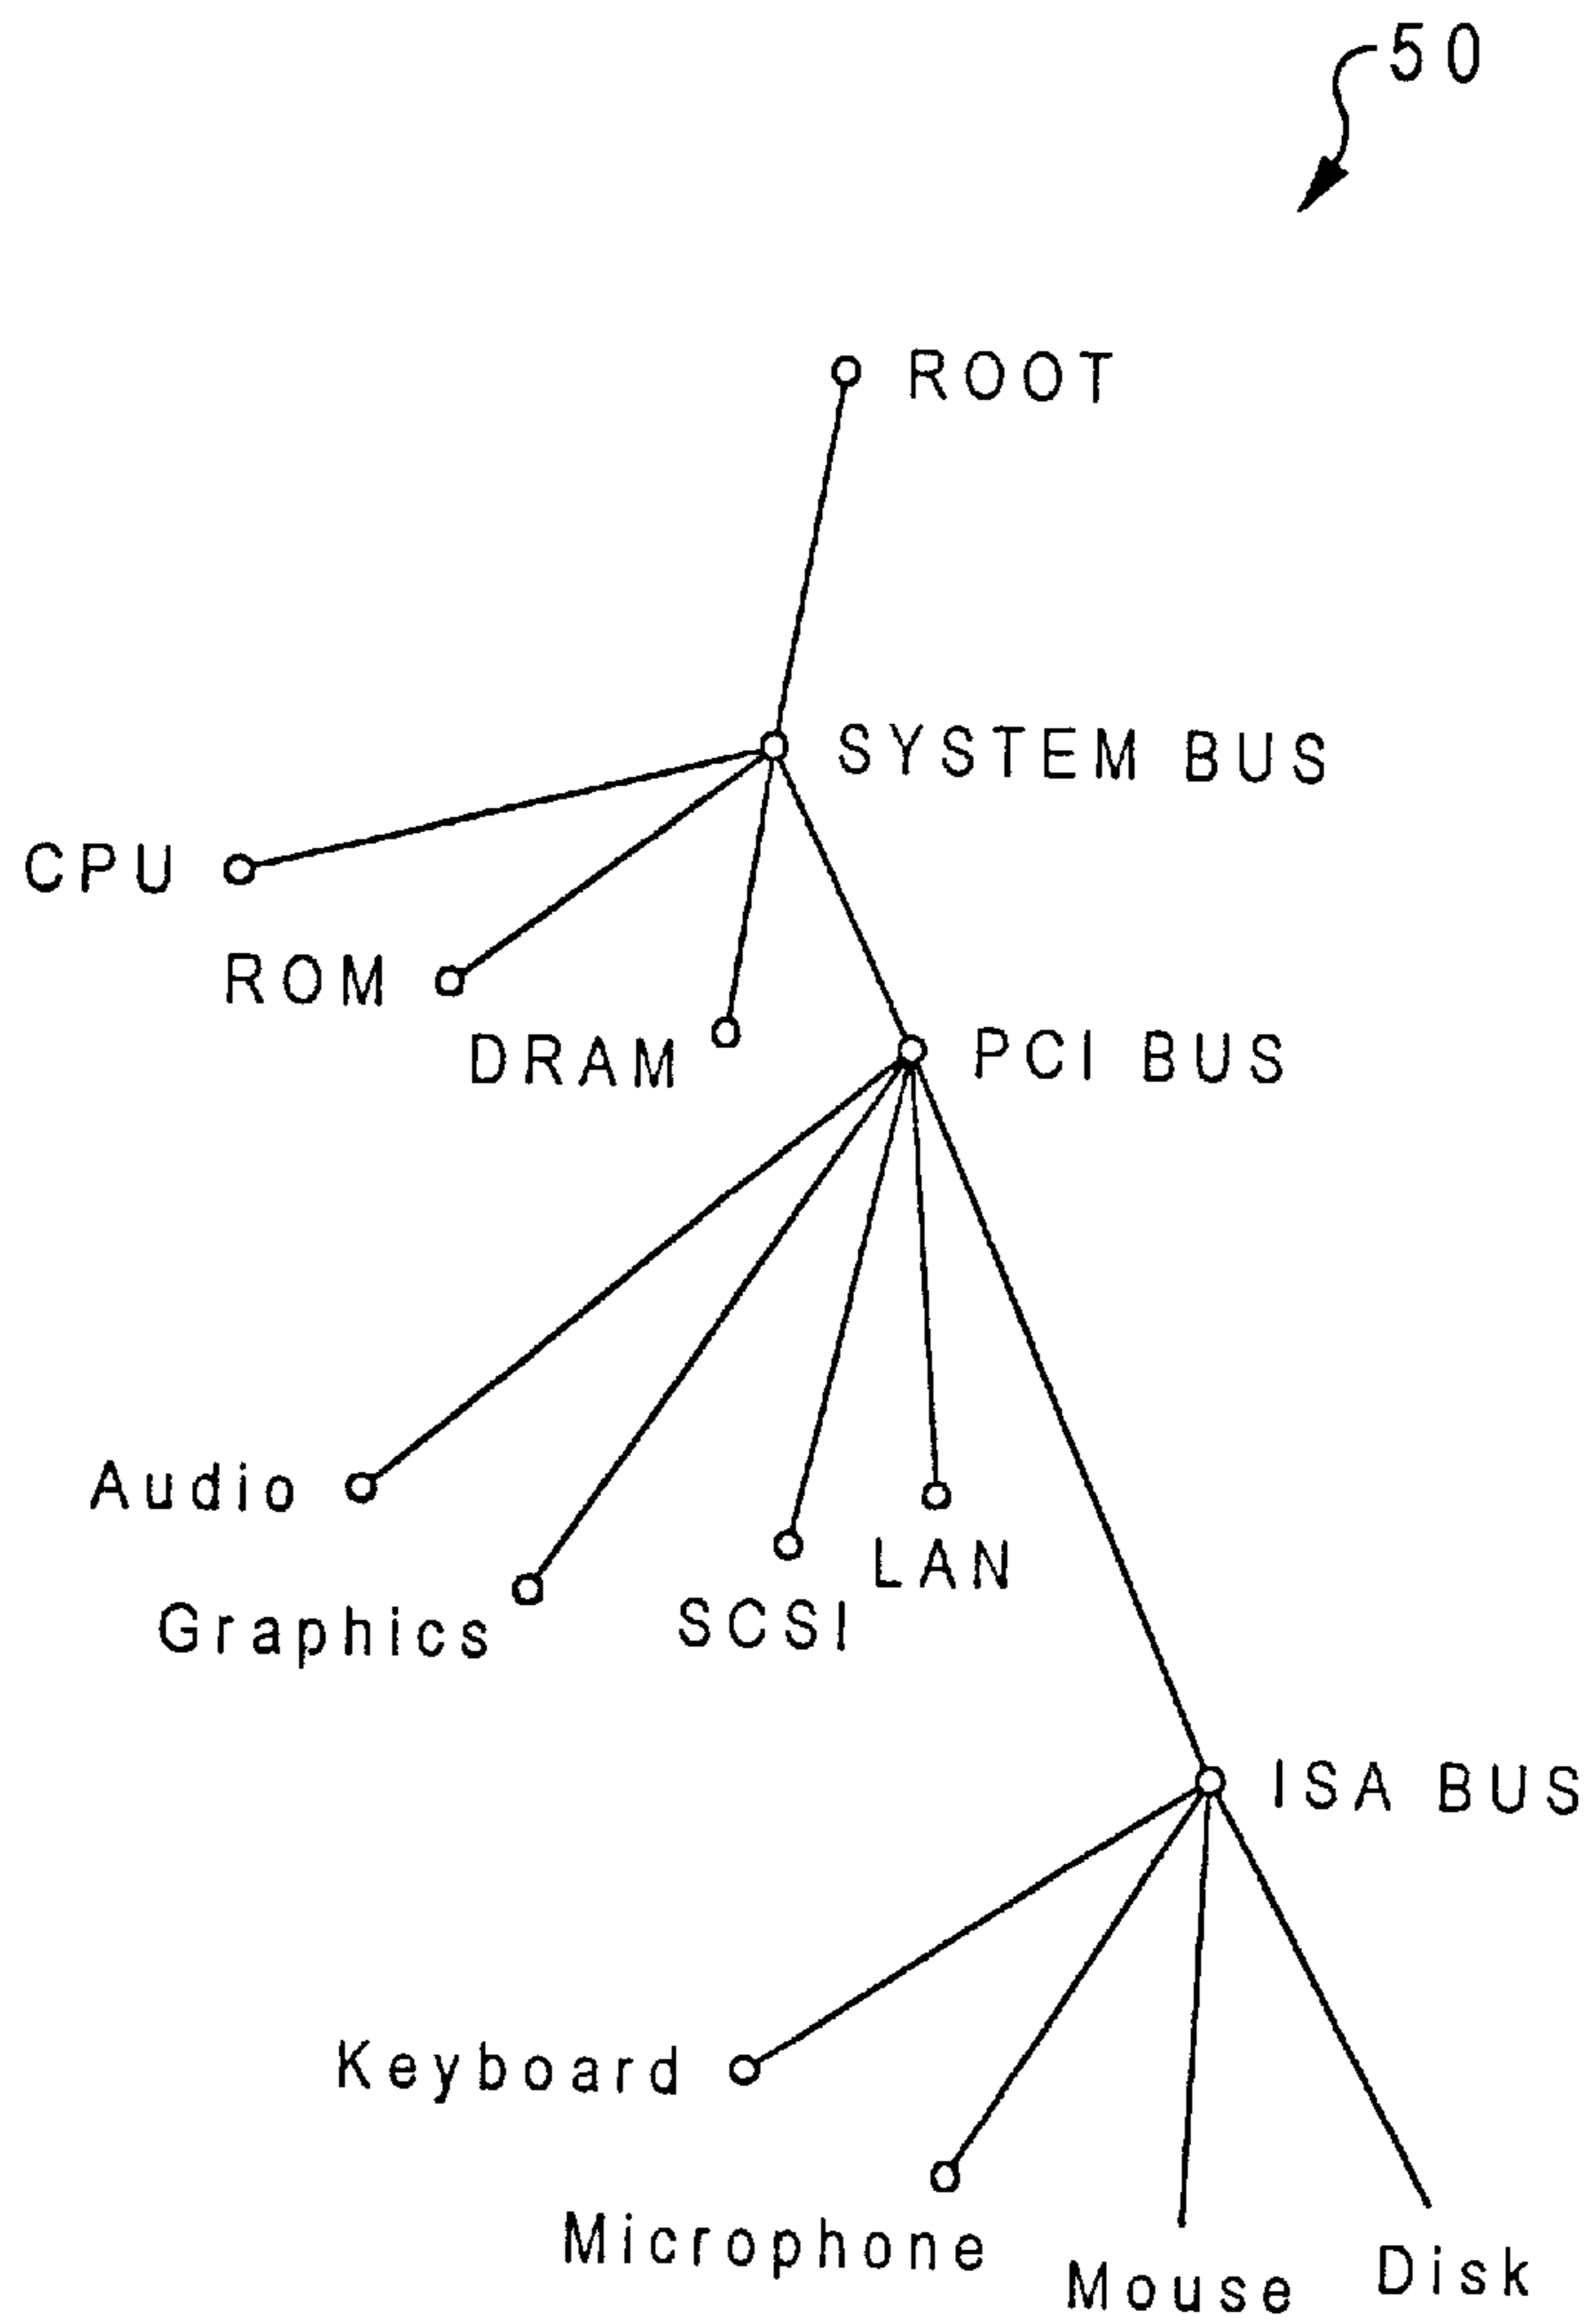 50
ROOT
SYSTEM BUS
CPU
ROM
DRAM
PCI BUS
Audio
LAN
Graphics
SCSI
ISA BUS
Keyboard
Microphone
Mouse
Disk